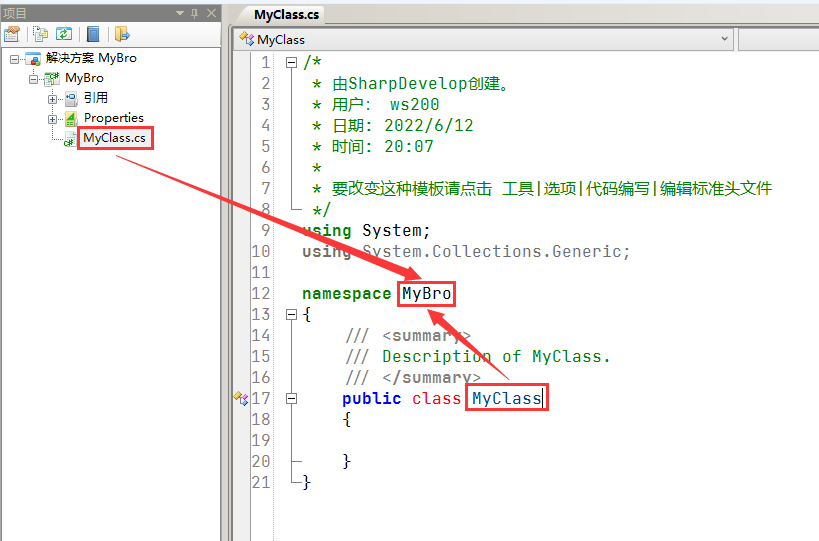 项目
解决方案 MyBro
MyBro
引用
Properties
MyClass.cs
MyClass.cs
MyClass
1 /*
2 * 由SharpDevelop创建。
3 * 用户: ws200
4 * 日期: 2022/6/12
5 * 时间: 20:07
6 *
7 * 要改变这种模板请点击 工具|选项|代码编写|编辑标准头文件
8 */
9 using System;
10 using System.Collections.Generic;
11
12 namespace MyBro
13 {
14 /// <summary>
15 /// Description of MyClass.
16 /// </summary>
17 public class MyClass
18 {
19
20 }
21 }